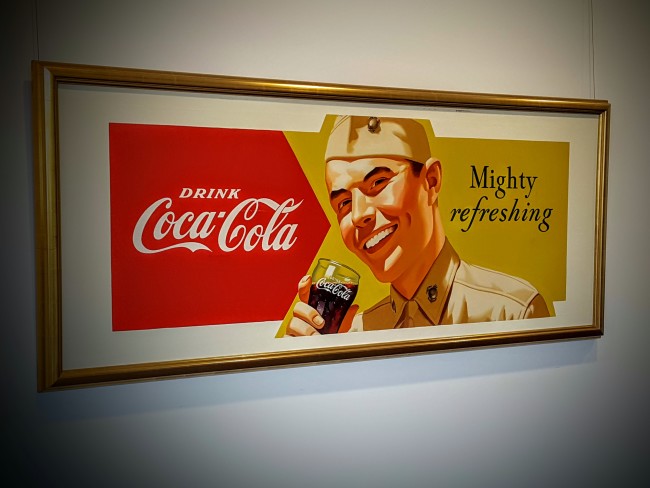 DRINK
Coca-Cola
Coca-Cola
Mighty
refreshing